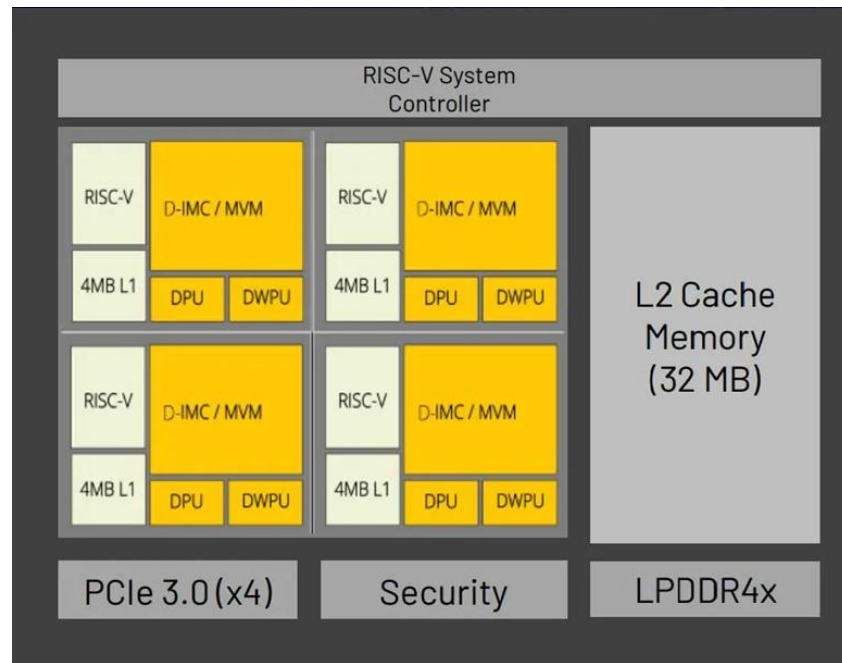 RISC-V System
Controller
RISC-V
D-IMC / MVM
4MB L1
DPU
DWPU
RISC-V
D-IMC / MVM
4MB L1
DPU
DWPU
RISC-V
D-IMC / MVM
4MB L1
DPU
DWPU
RISC-V
D-IMC / MVM
4MB L1
DPU
DWPU
L2 Cache
Memory
(32 MB)
PCIe 3.0 (x4)
Security
LPDDR4x